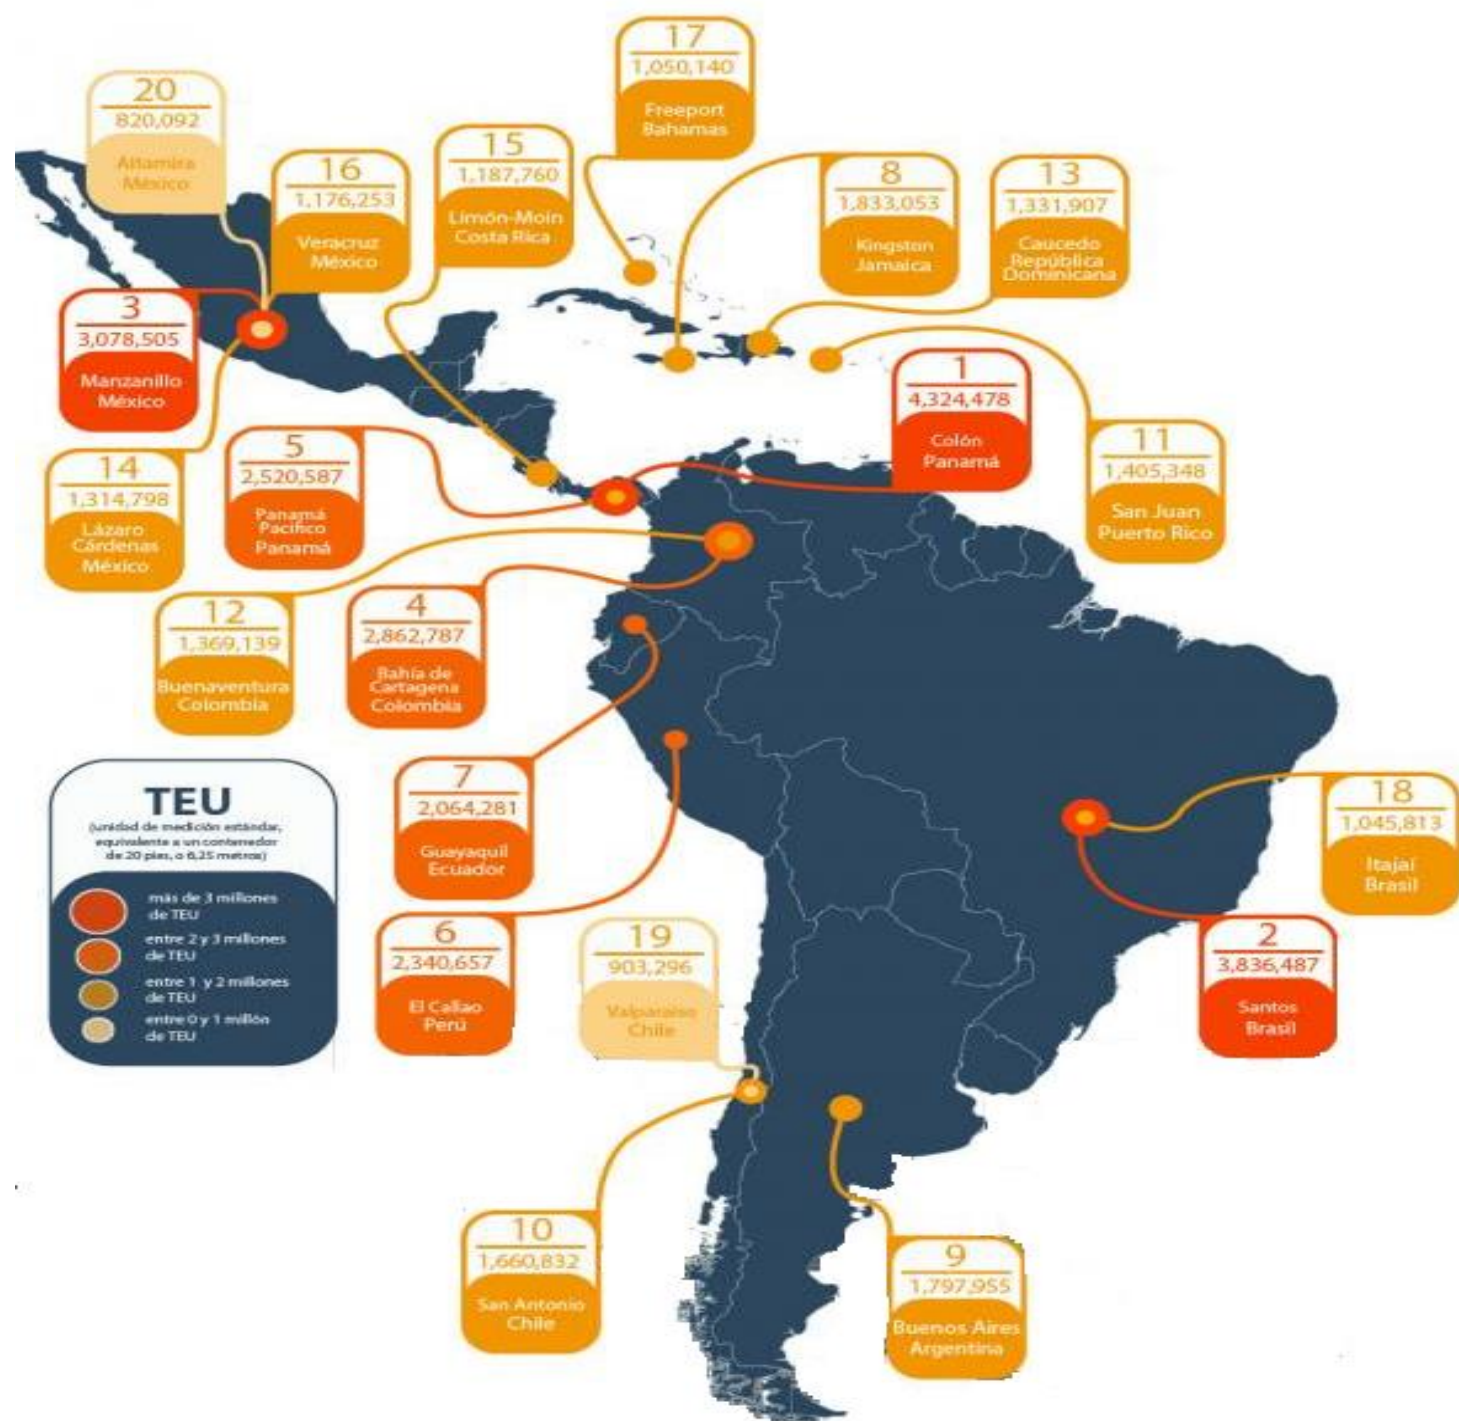 17
1,050,140
Freeport
Bahamas
20
820,092
Altamira
México
15
1,187,760
Limón-Moin
Costa Rica
16
1,176,253
Veracruz
México
8
1,833,053
Kingston
Jamaica
13
1,331,907
Caucedo
República
Dominicana
3
3,078,505
Manzanillo
México
1
4,324,478
Colón
Panamá
11
1,405,348
San Juan
Puerto Rico
5
2,520,587
Panamá
Pacífico
Panamá
14
1,314,798
Lázaro
Cárdenas
México
12
1,369,139
Buenaventura
Colombia
4
2,862,787
Bahía de
Cartagena
Colombia
7
2,064,281
Guayaquil
Ecuador
18
1,045,813
Itajaí
Brasil
TEU
(unidad de medición estándar,
equivalente a un contenedor
de 20 pies, o 6,25 metros)
más de 3 millones
de TEU
entre 2 y 3 millones
de TEU
entre 1 y 2 millones
de TEU
entre 0 y 1 millón
de TEU
6
2,340,657
El Callao
Perú
19
903,296
Valparaíso
Chile
2
3,836,487
Santos
Brasil
10
1,660,832
San Antonio
Chile
9
1,797,955
Buenos Aires
Argentina